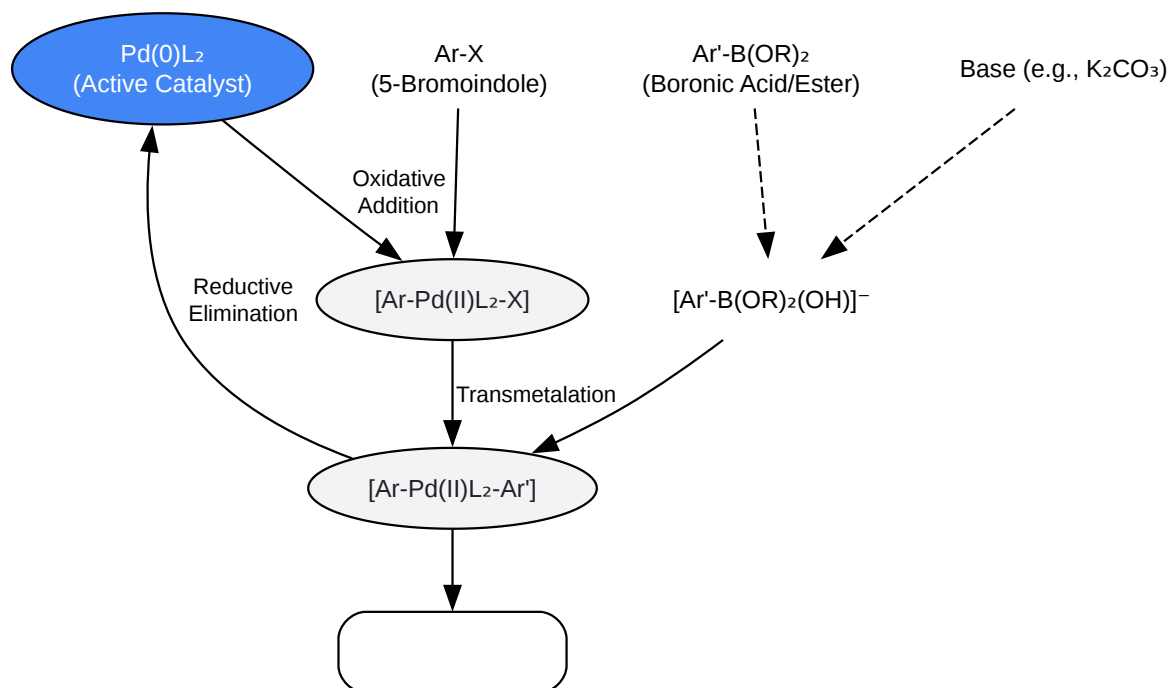 Pd(0)L₂
(Active Catalyst)
Ar-X
(5-Bromoindole)
Ar'-B(OR)₂
(Boronic Acid/Ester)
Base (e.g., K₂CO₃)
Oxidative
Addition
Reductive
Elimination
[Ar-Pd(II)L₂-X]
[Ar'-B(OR)₂(OH)]⁻
Transmetalation
[Ar-Pd(II)L₂-Ar']